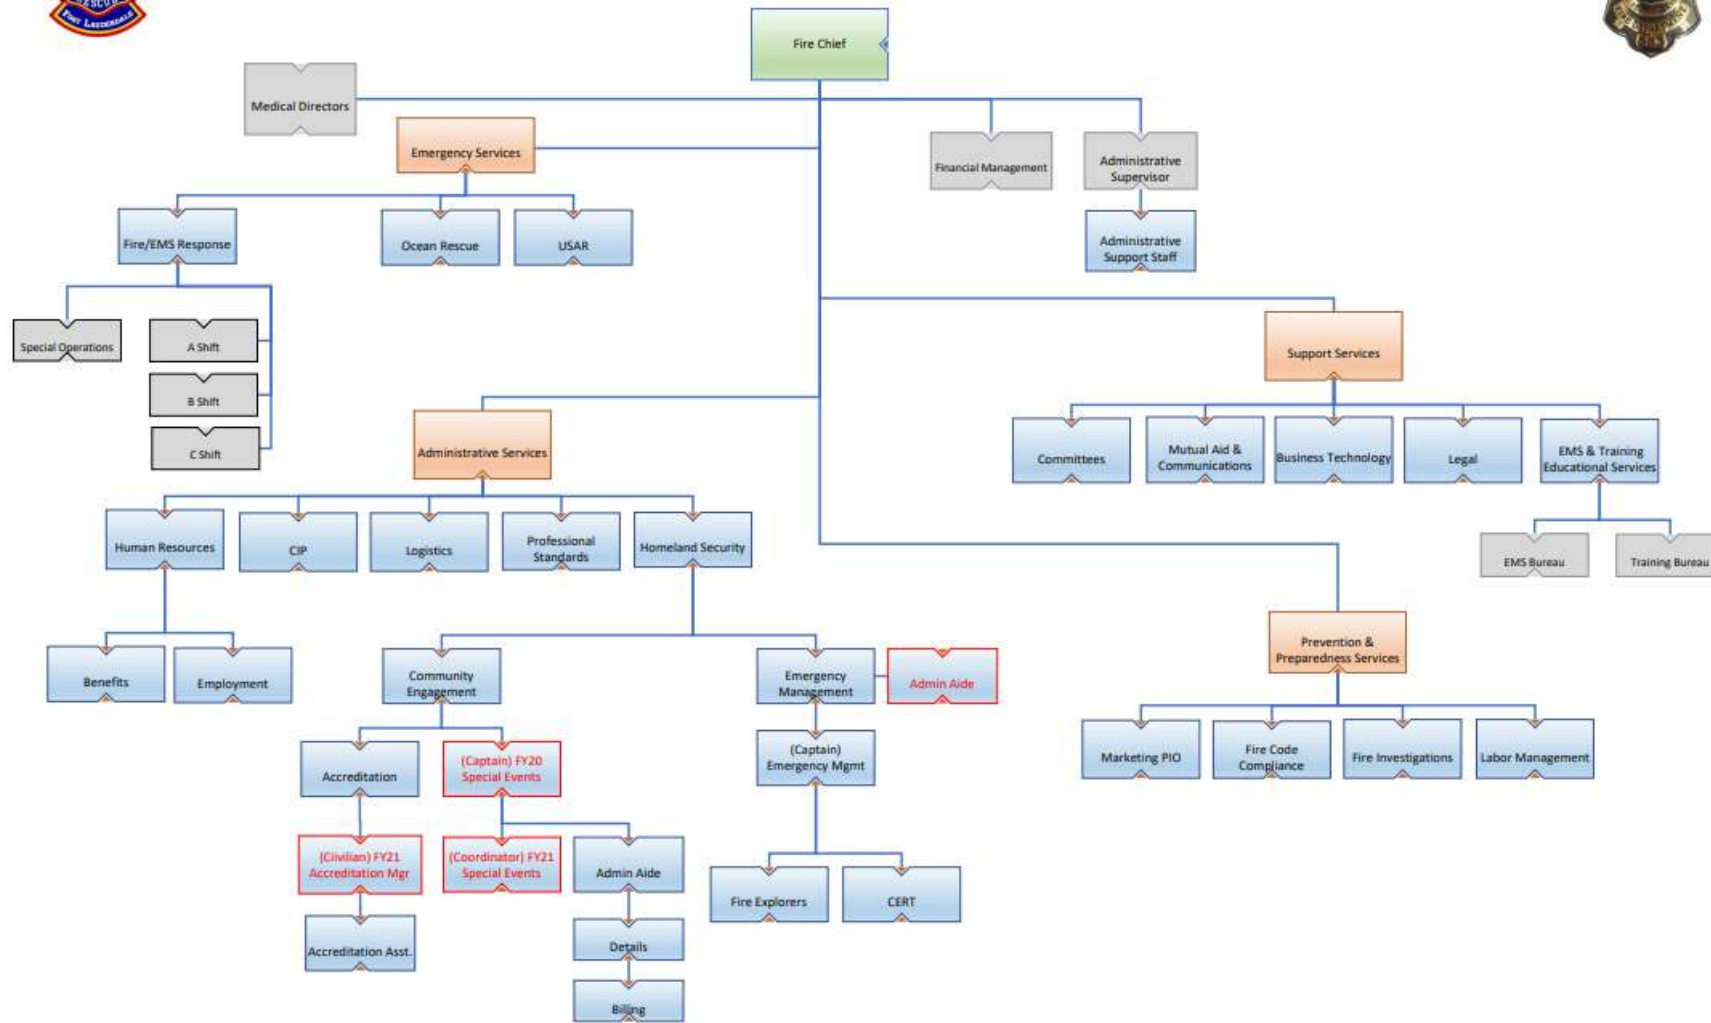 RESCUE
FORT LAUDERDALE
Fire Chief
Medical Directors
Emergency Services
Financial Management
Administrative
Supervisor
Fire/EMS Response
Ocean Rescue
USAR
Administrative
Support Staff
Special Operations
A Shift
B Shift
C Shift
Support Services
Administrative Services
Committees
Mutual Aid &
Communications
Business Technology
Legal
EMS & Training
Educational Services
Human Resources
CIP
Logistics
Professional
Standards
Homeland Security
EMS Bureau
Training Bureau
Prevention &
Preparedness Services
Benefits
Employment
Community
Engagement
Emergency
Management
Admin Aide
Accreditation
(Captain) FY20
Special Events
(Captain)
Emergency Mgmt
Marketing PIO
Fire Code
Compliance
Fire Investigations
Labor Management
(Ciivilian) FY21
Accreditation Mgr
(Coordinator) FY21
Special Events
Admin Aide
Fire Explorers
CERT
Accreditation Asst.
Details
Billing